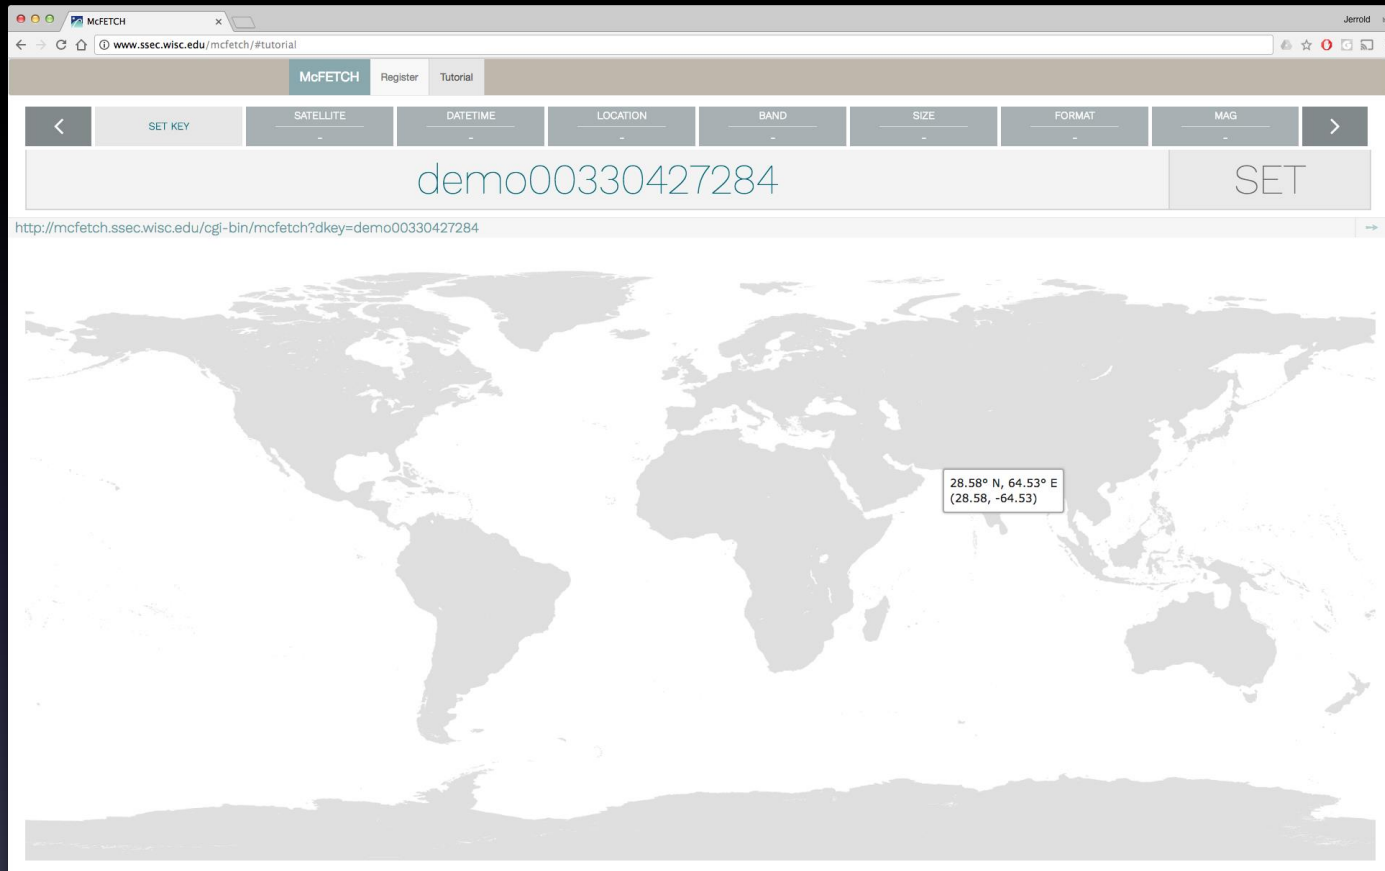 McFETCH
Jerrold
www.ssec.wisc.edu/mcfetch/#tutorial
McFETCH Register Tutorial
SET KEY SATELLITE DATETIME LOCATION BAND SIZE FORMAT MAG
- - - - - - -
demo00330427284 SET
http://mcfetch.ssec.wisc.edu/cgi-bin/mcfetch?dkey=demo00330427284
28.58° N, 64.53° E
(28.58, -64.53)